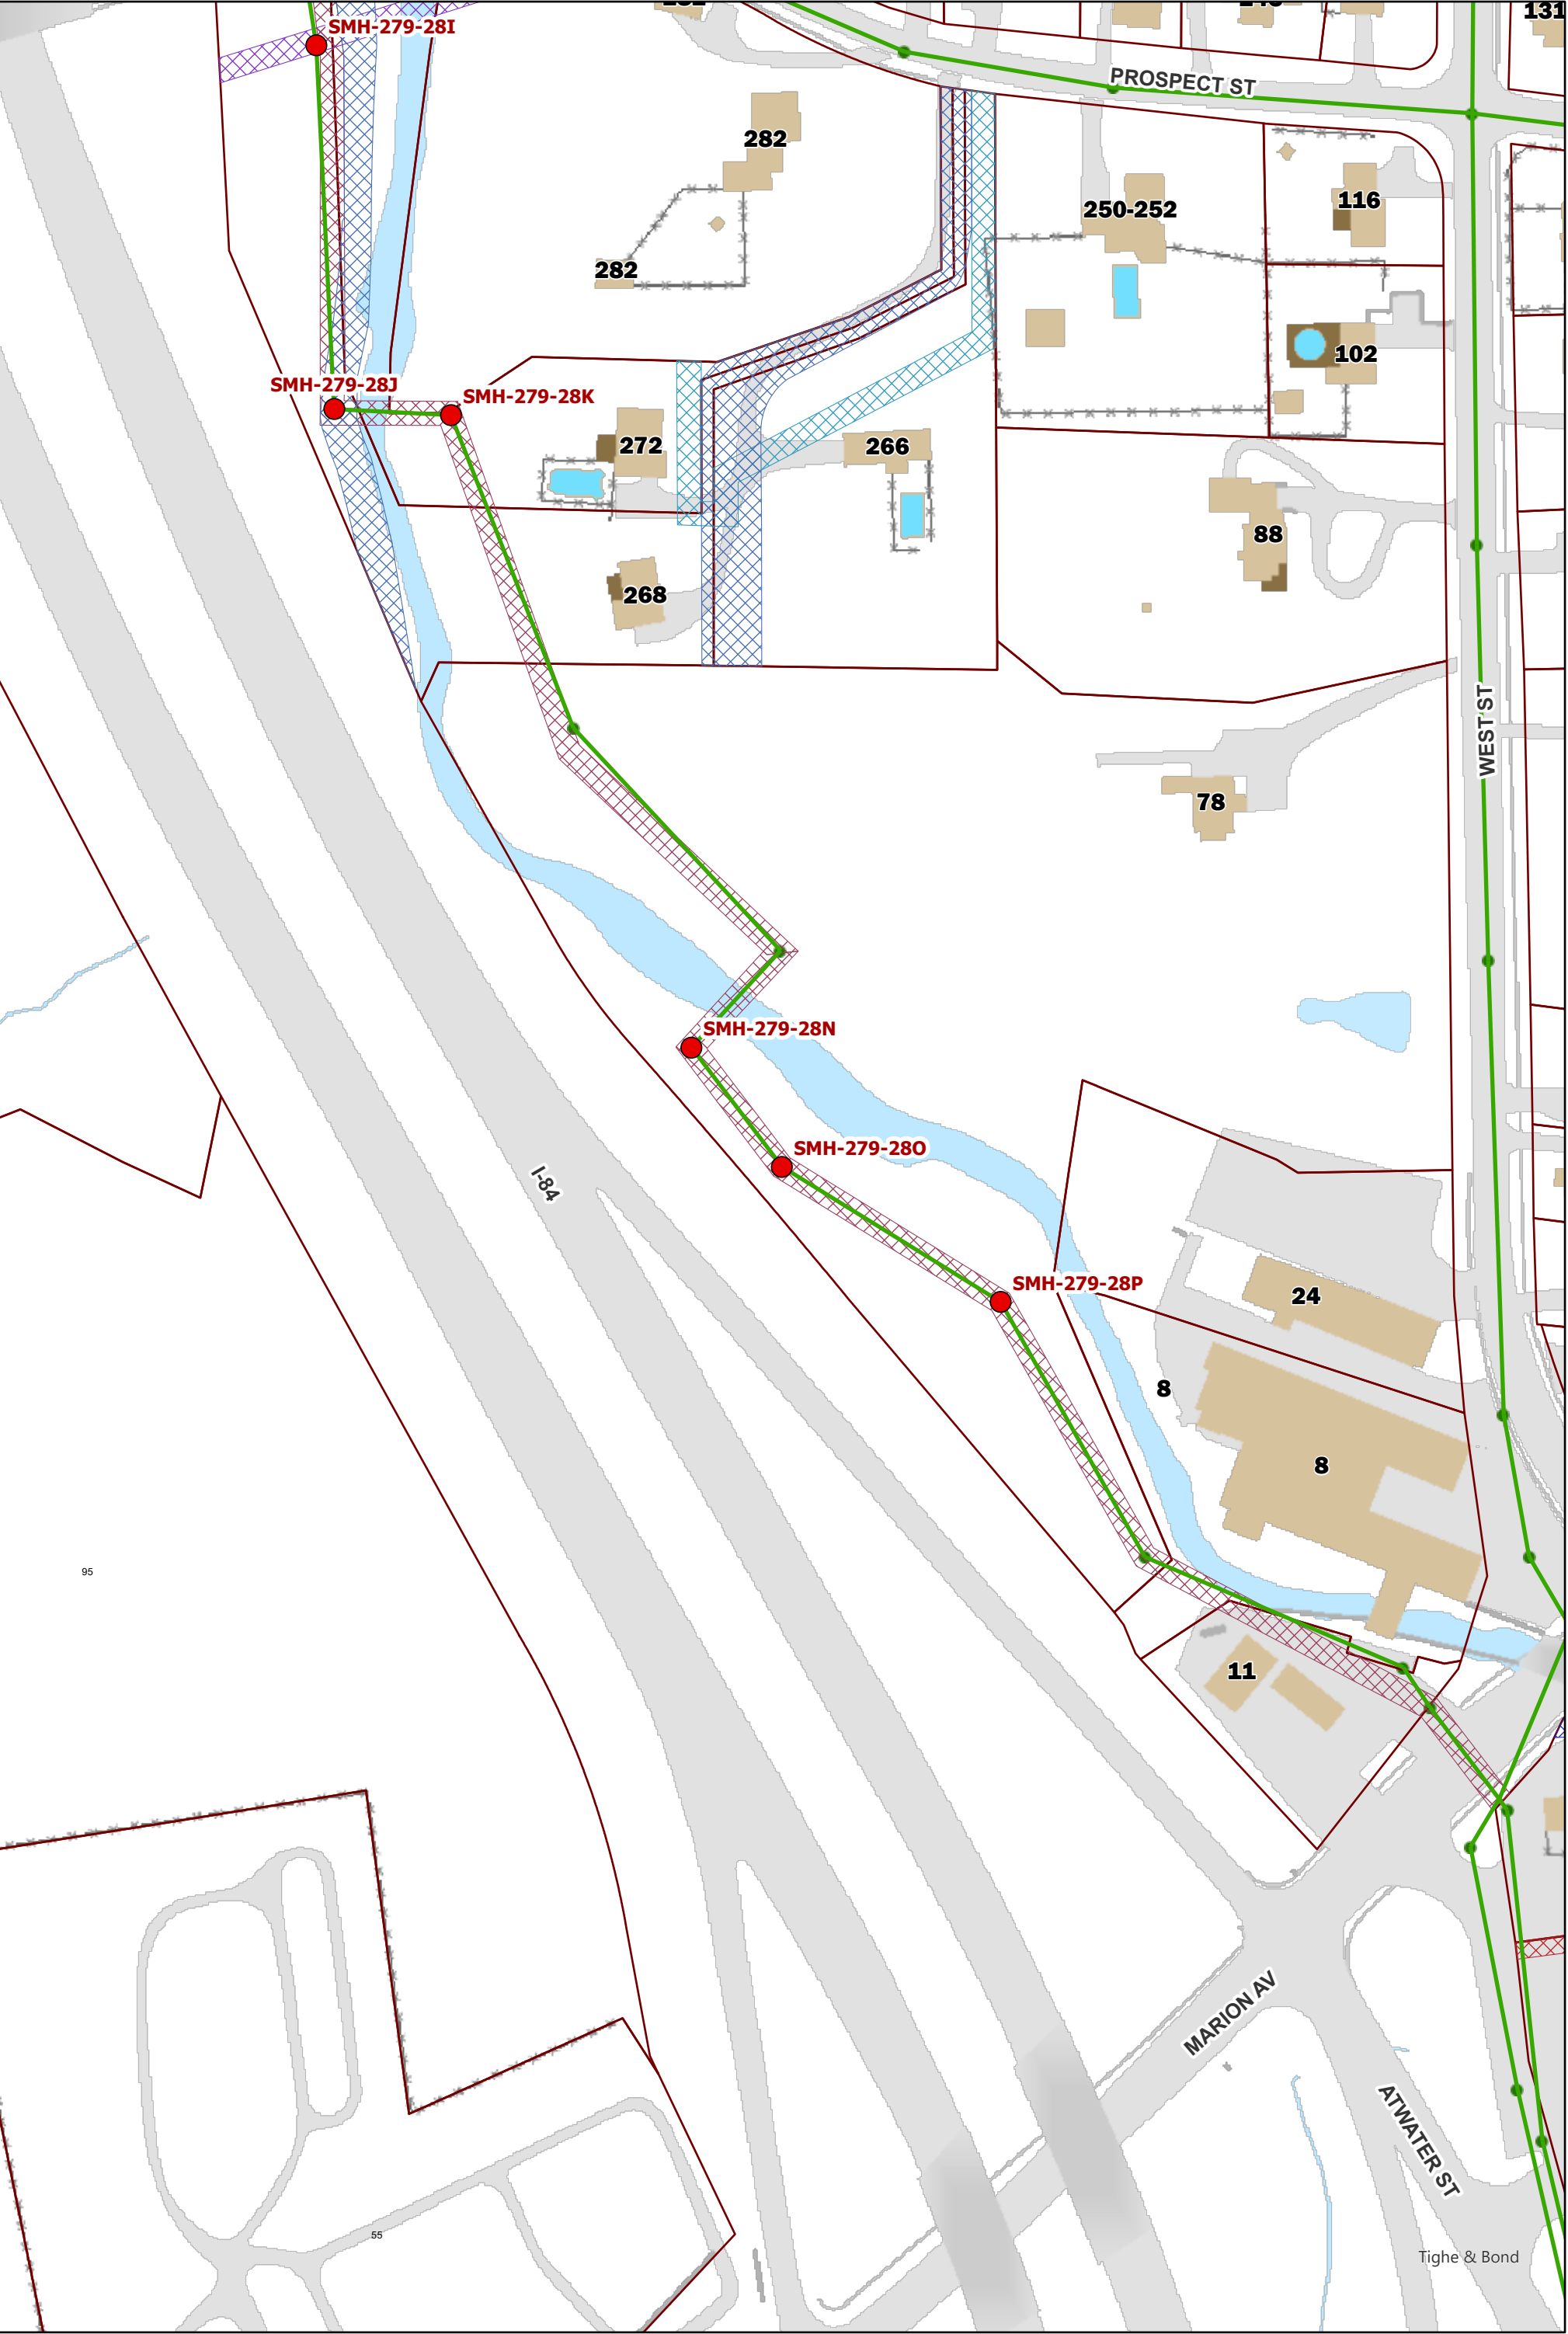 131
SMH-279-28I
PROSPECT ST
282
116
250-252
282
102
SMH-279-28J
SMH-279-28K
272
266
88
268
WEST ST
78
SMH-279-28N
SMH-279-28O
I-84
SMH-279-28P
24
8
8
95
11
MARION AV
ATWATER ST
55
Tighe & Bond